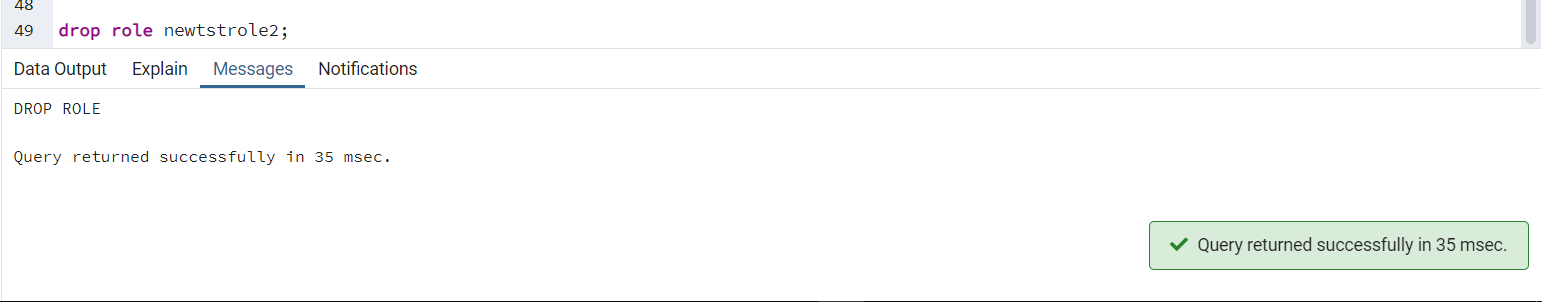 48
49 drop role newtstrole2;
Data Output Explain Messages Notifications
DROP ROLE
Query returned successfully in 35 msec.
Query returned successfully in 35 msec.